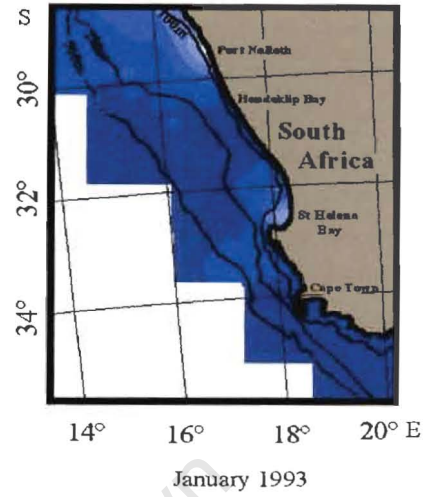 S
100m
Port Nolloth
30°
Hondeklip Bay
South
Africa
32°
St Helena
Bay
Cape Town
34°
14° 16° 18° 20° E
January 1993